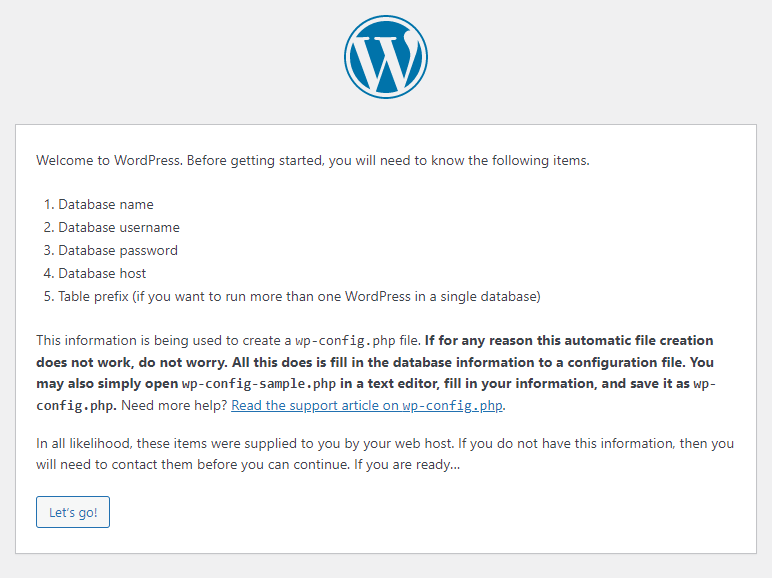 Welcome to WordPress. Before getting started, you will need to know the following items.
1. Database name
2. Database username
3. Database password
4. Database host
5. Table prefix (if you want to run more than one WordPress in a single database)
This information is being used to create a wp-config.php file. If for any reason this automatic file creation
does not work, do not worry. All this does is fill in the database information to a configuration file. You
may also simply open wp-config-sample.php in a text editor, fill in your information, and save it as wp-
config.php. Need more help? Read the support article on wp-config.php.
In all likelihood, these items were supplied to you by your web host. If you do not have this information, then you
will need to contact them before you can continue. If you are ready…
Let's go!